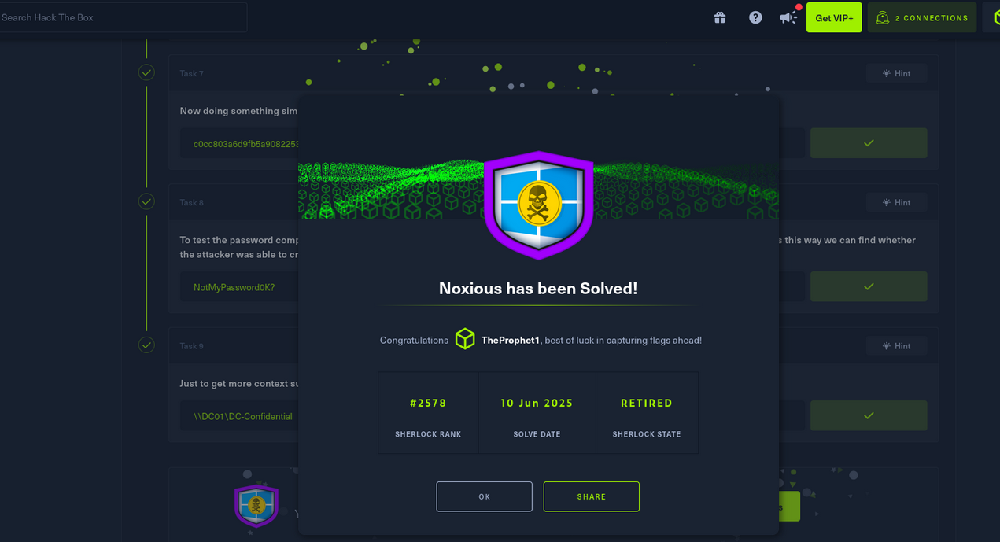 Search Hack The Box
Get VIP+
2 CONNECTIONS
Task 7
Hint
Now doing something sim
c0cc803a6d9fb5a9082253
Task 8
Hint
To test the password comp
s this way we can find whether
the attacker was able to cr
NotMyPassword0K?
Task 9
Hint
Just to get more context su
\\DC01\DC-Confidential
Noxious has been Solved!
Congratulations TheProphet1, best of luck in capturing flags ahead!
#2578 10 Jun 2025 RETIRED
SHERLOCK RANK SOLVE DATE SHERLOCK STATE
OK SHARE